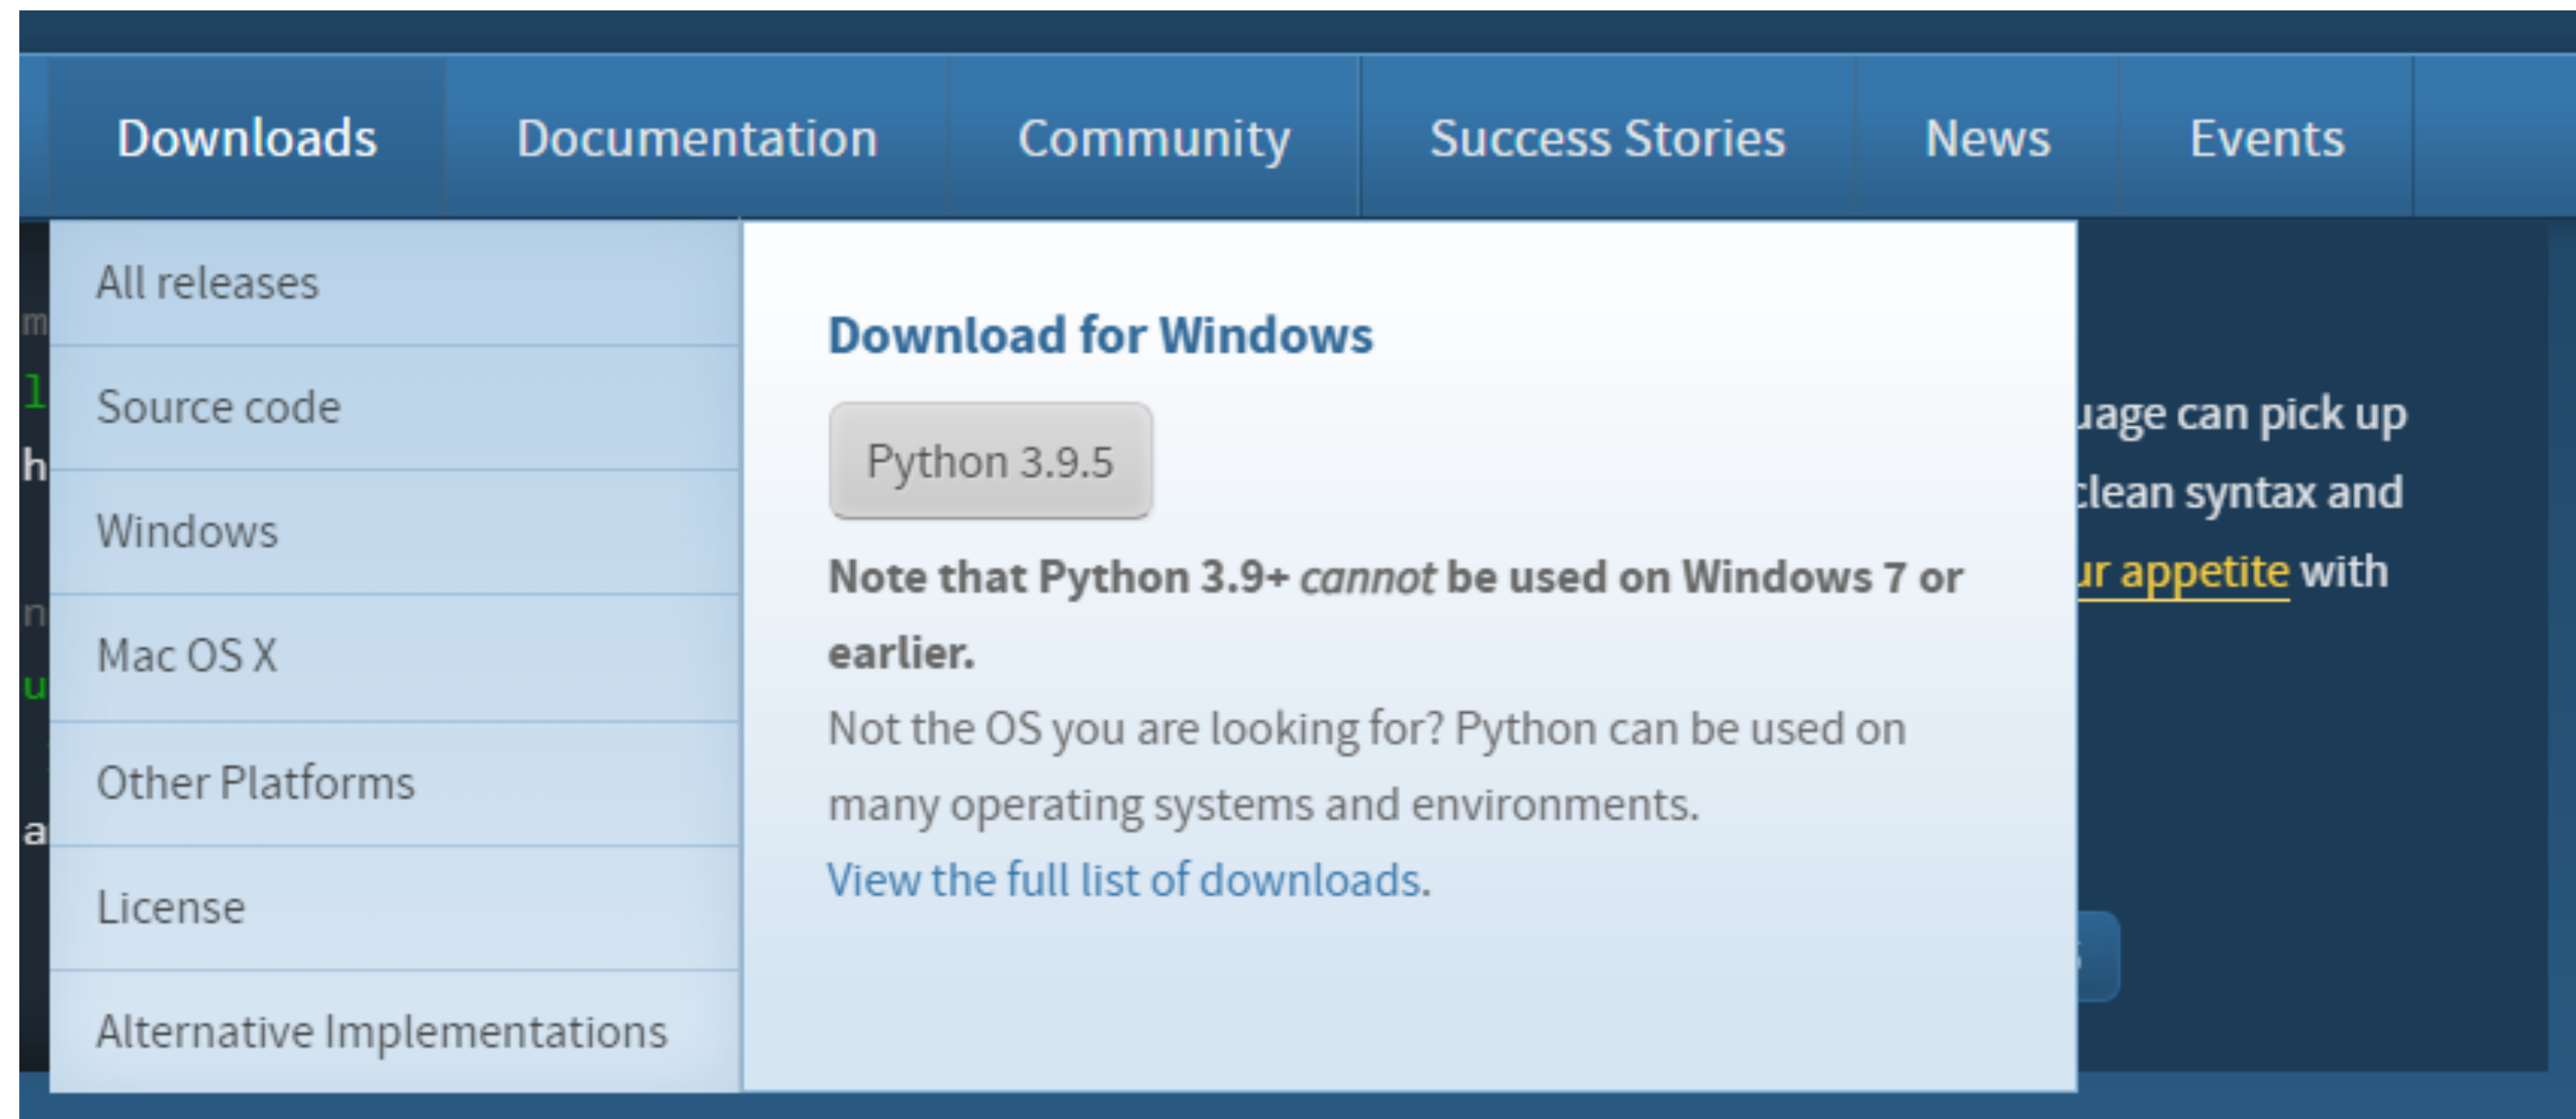 Downloads Documentation Community Success Stories News Events
All releases
Source code
Windows
Mac OS X
Other Platforms
License
Alternative Implementations
Download for Windows
Python 3.9.5
Note that Python 3.9+ cannot be used on Windows 7 or
earlier.
Not the OS you are looking for? Python can be used on
many operating systems and environments.
View the full list of downloads.
can pick up
clean syntax and
appetite with